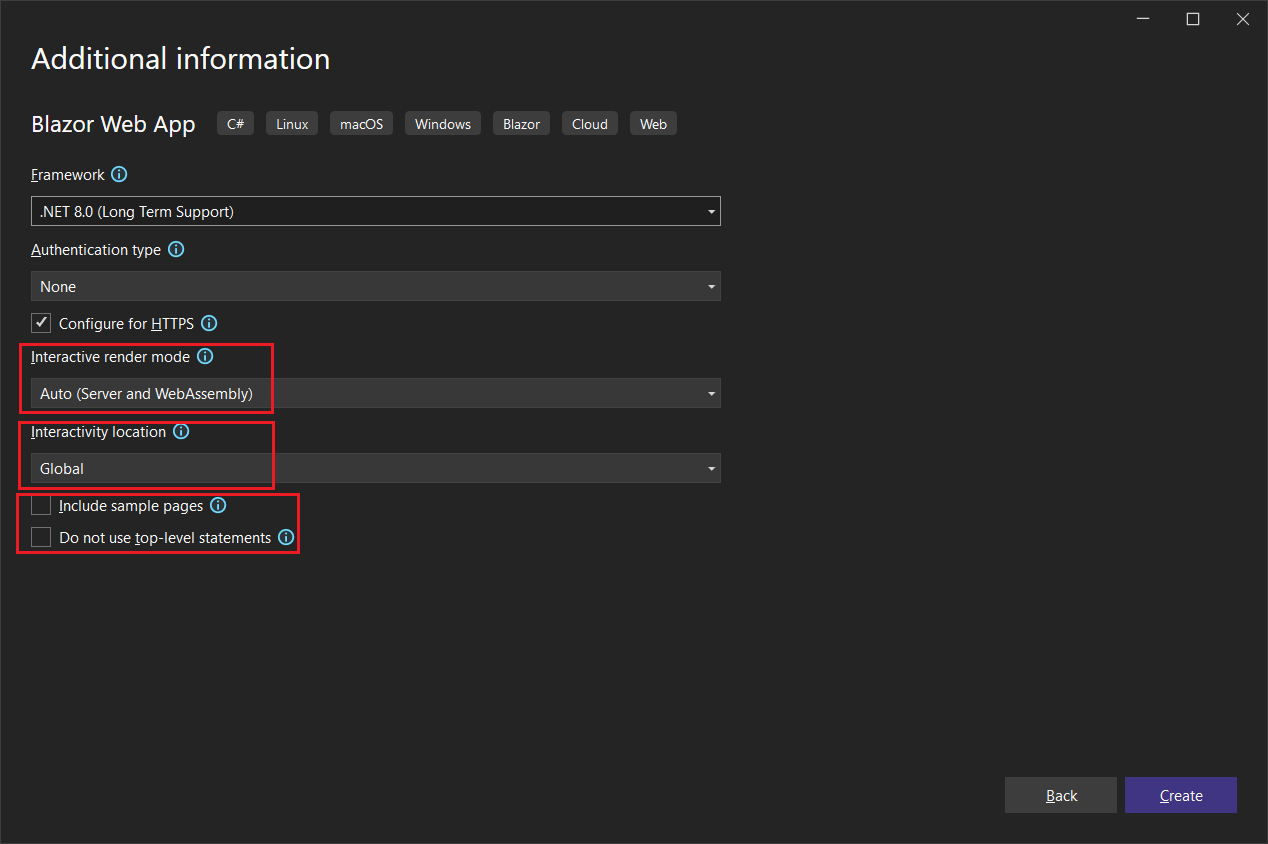 Additional information
Blazor Web App C# Linux macOS Windows Blazor Cloud Web
Framework
.NET 8.0 (Long Term Support)
Authentication type
None
Configure for HTTPS
Interactive render mode
Auto (Server and WebAssembly)
Interactivity location
Global
Include sample pages
Do not use top-level statements
Back Create